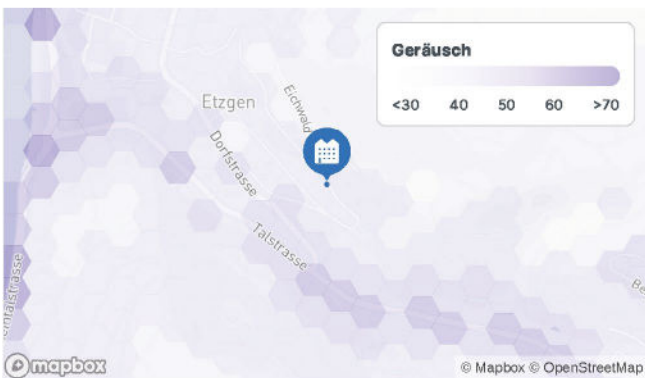 Geräusch
<30 40 50 60 >70
Etzgen
Eichwald
Dorfstrasse
Talstrasse
mapbox
© Mapbox © OpenStreetMap